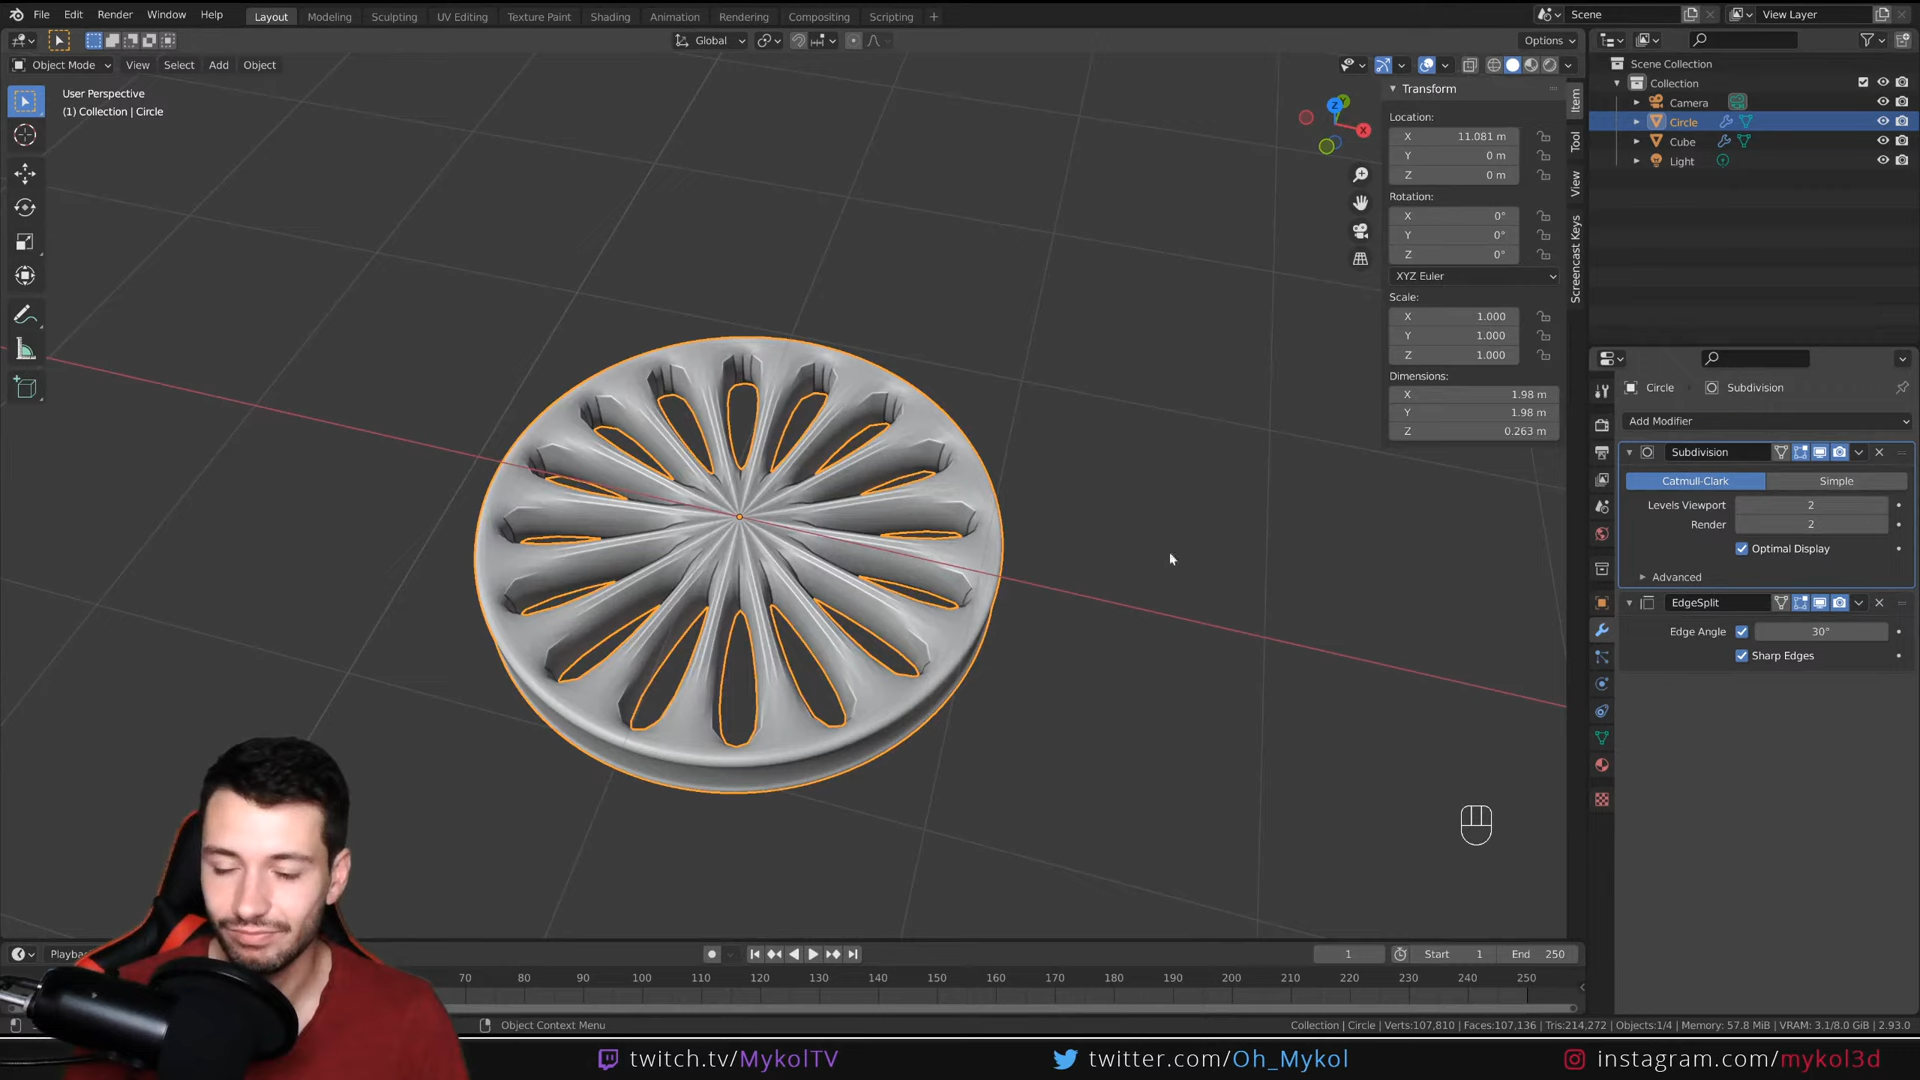 File Edit Render Window Help
Layout Modeling Sculpting UV Editing Texture Paint Shading Animation Rendering Compositing Scripting +
Scene
View Layer
Global
Options
Object Mode View Select Add Object
User Perspective
(1) Collection | Circle
Z
Y
X
Transform
Location:
X 11.081 m
Y 0 m
Z 0 m
Rotation:
X 0°
Y 0°
Z 0°
XYZ Euler
Scale:
X 1.000
Y 1.000
Z 1.000
Dimensions:
X 1.98 m
Y 1.98 m
Z 0.263 m
Item
Tool
View
Screencast Keys
Scene Collection
Collection
Camera
Circle
Cube
Light
Circle Subdivision
Add Modifier
Subdivision
Catmull-Clark Simple
Levels Viewport 2
Render 2
Optimal Display
Advanced
EdgeSplit
Edge Angle 30°
Sharp Edges
1 Start 1 End 250
70 80 90 100 110 120 130 140 150 160 170 180 190 200 210 220 230 240 250
Object Context Menu
Collection | Circle | Verts:107,810 | Faces:107,136 | Tris:214,272 | Objects:1/4 | Memory: 57.8 MiB | VRAM: 3.1/8.0 GiB | 2.93.0
twitch.tv/MykolTV
twitter.com/Oh_Mykol
instagram.com/mykol3d